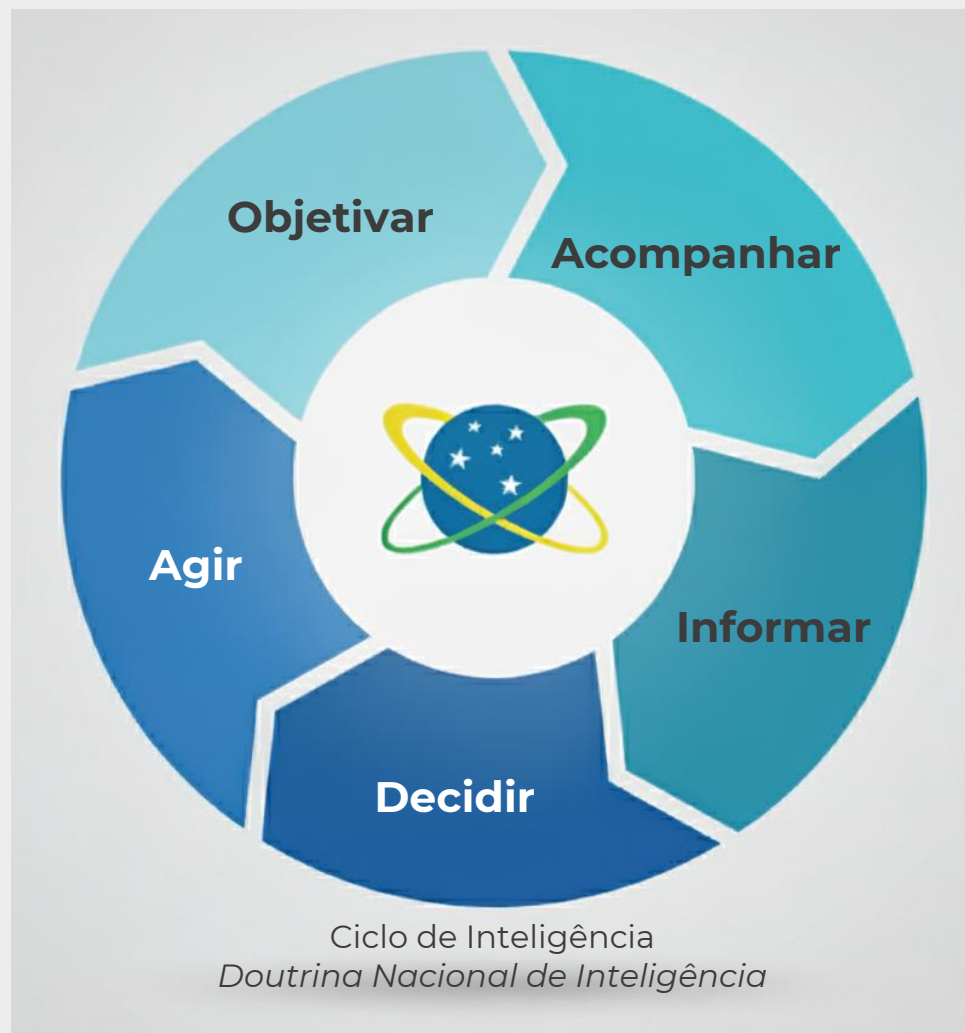 Objetivar
Acompanhar
Informar
Decidir
Agir
Ciclo de Inteligência
Doutrina Nacional de Inteligência